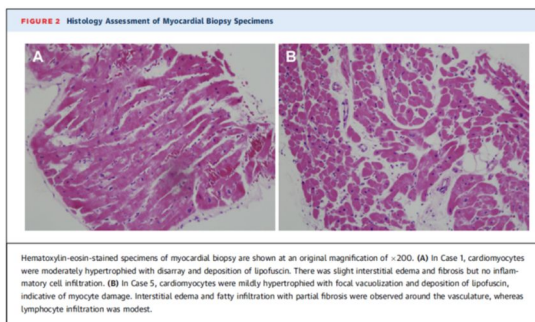 FIGURE 2 Histology Assessment of Myocardial Biopsy Specimens
A
B
Hematoxylin-eosin-stained specimens of myocardial biopsy are shown at an original magnification of ×200. (A) In Case 1, cardiomyocytes
were moderately hypertrophied with disarray and deposition of lipofuscin. There was slight interstitial edema and fibrosis but no inflam-
matory cell infiltration. (B) In Case 5, cardiomyocytes were mildly hypertrophied with focal vacuolization and deposition of lipofuscin,
indicative of myocyte damage. Interstitial edema and fatty infiltration with partial fibrosis were observed around the vasculature, whereas
lymphocyte infiltration was modest.